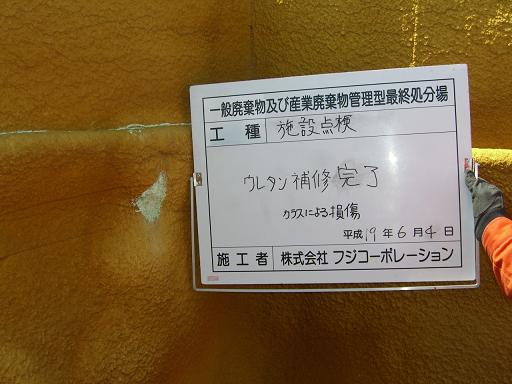 一般廃棄物及び産業廃棄物管理型最終処分場
工種 施設点検
ウレタン補修完了
カラスによる損傷
平成19年6月4日
施工者 株式会社フジコーポレーション